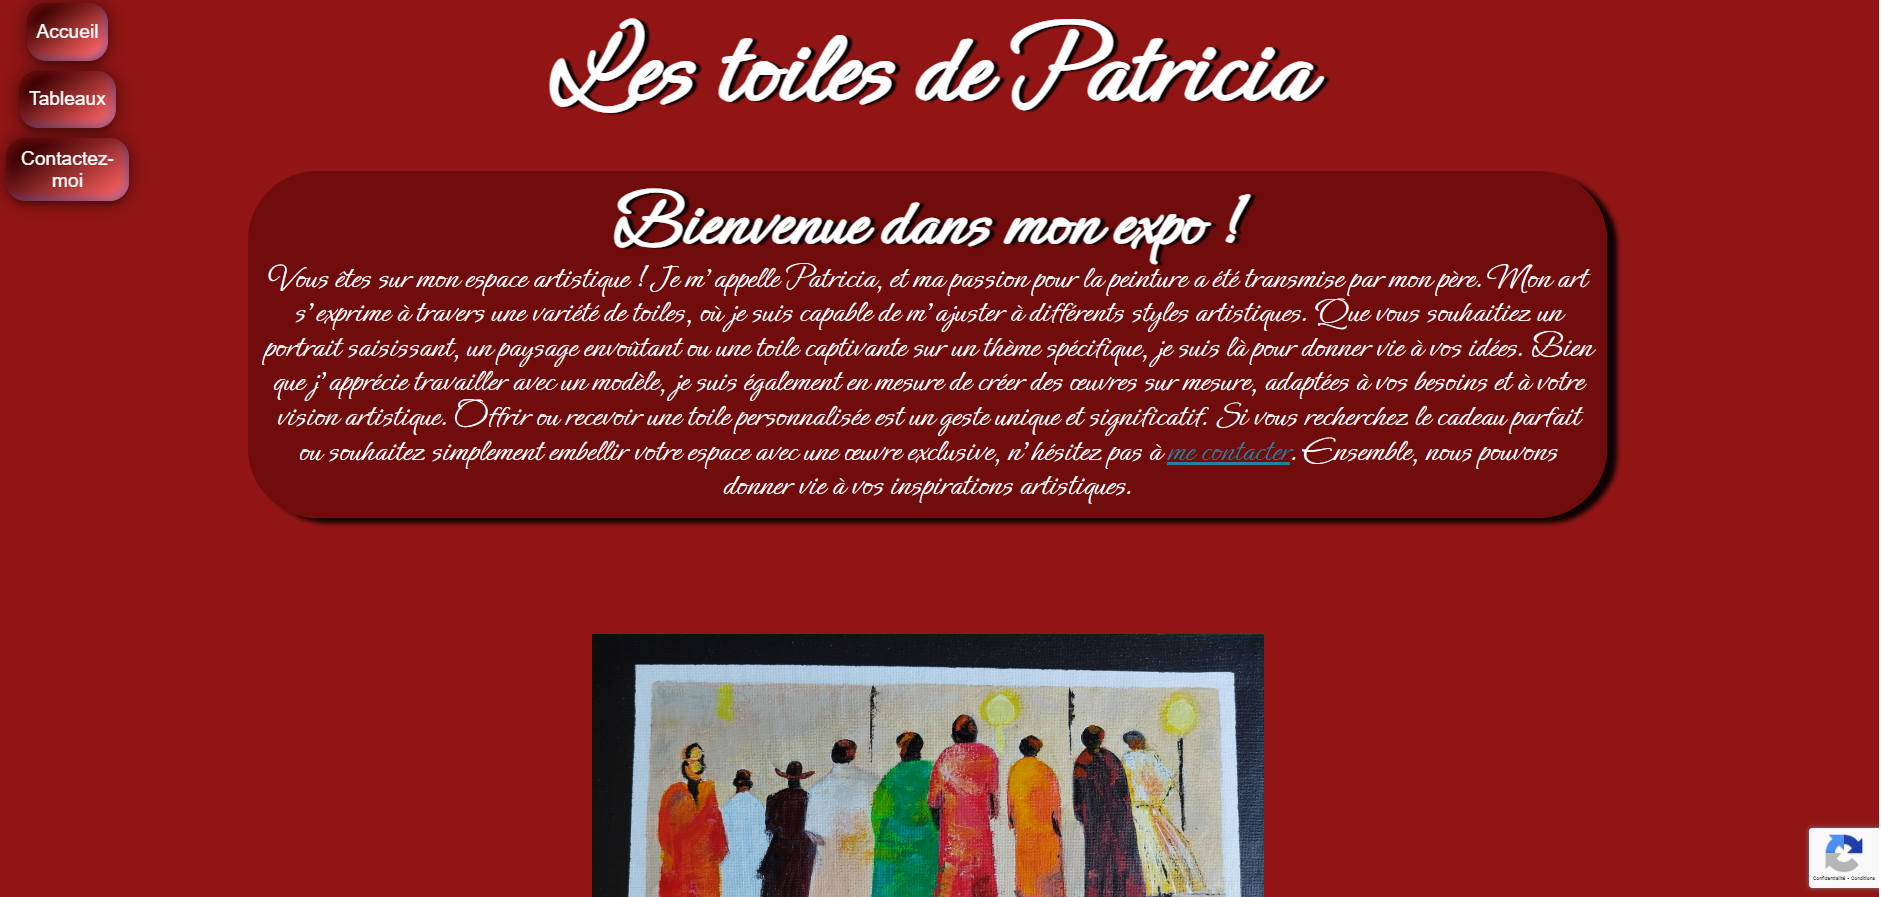 Accueil
Tableaux
Contactez-
moi
Les toiles de Patricia
Bienvenue dans mon expo !
Vous êtes sur mon espace artistique ! Je m'appelle Patricia, et ma passion pour la peinture a été transmise par mon père. Mon art
s'exprime à travers une variété de toiles, où je suis capable de m'ajuster à différents styles artistiques. Que vous souhaitiez un
portrait saisissant, un paysage envoûtant ou une toile captivante sur un thème spécifique, je suis là pour donner vie à vos idées. Bien
que j'apprécie travailler avec un modèle, je suis également en mesure de créer des œuvres sur mesure, adaptées à vos besoins et à votre
vision artistique. Offrir ou recevoir une toile personnalisée est un geste unique et significatif. Si vous recherchez le cadeau parfait
ou souhaitez simplement embellir votre espace avec une œuvre exclusive, n'hésitez pas à me contacter. Ensemble, nous pouvons
donner vie à vos inspirations artistiques.
Confidentialité - Conditions